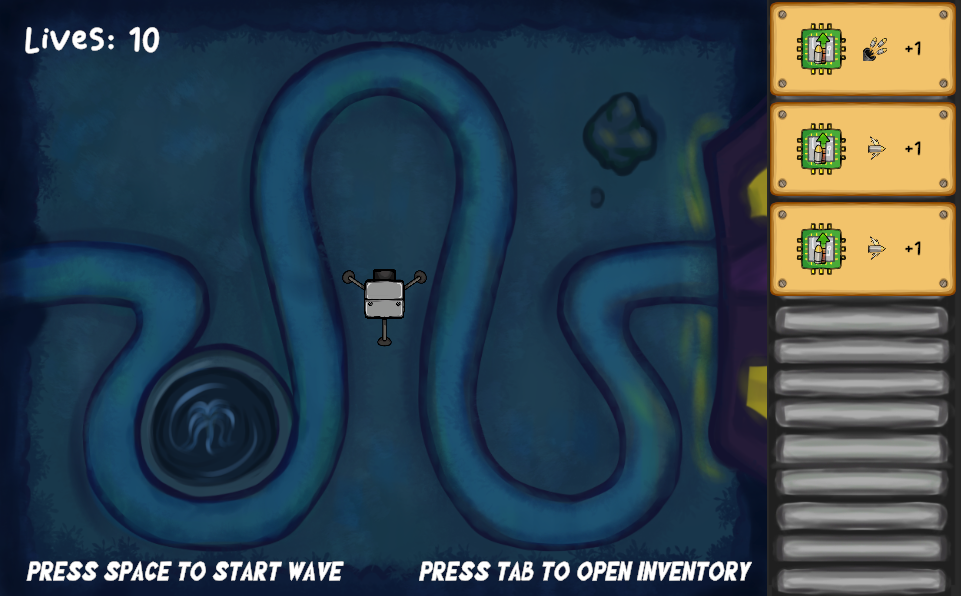 Lives: 10
+1
+1
+1
PRESS SPACE TO START WAVE
PRESS TAB TO OPEN INVENTORY